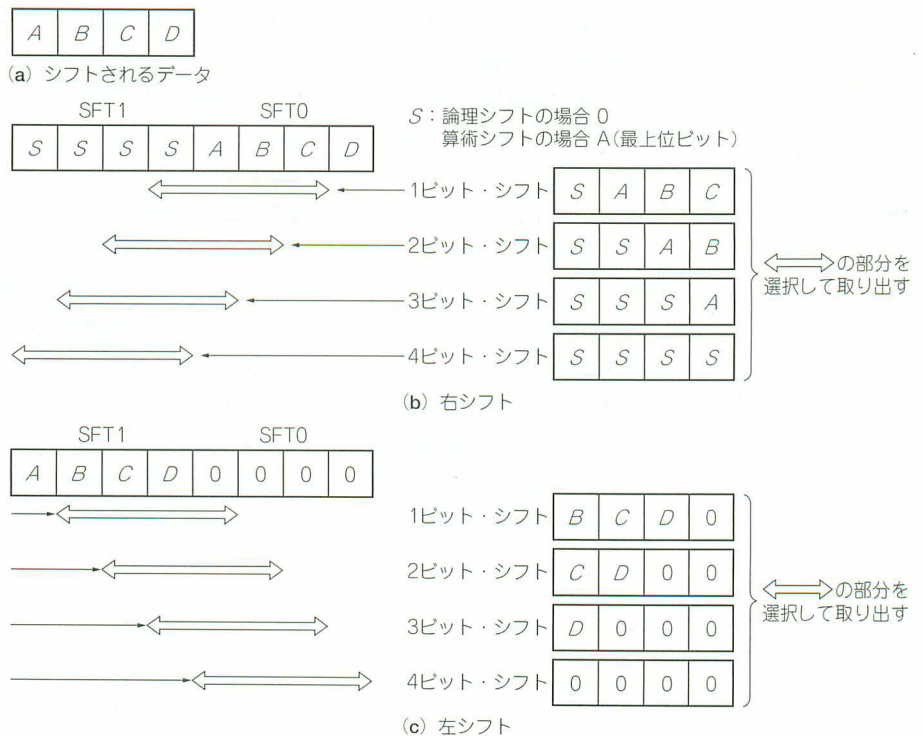 A B C D
(a) シフトされるデータ
SFT1 SFT0
S S S S A B C D
S：論理シフトの場合 0
算術シフトの場合 A(最上位ビット)
1ビット・シフト S A B C
2ビット・シフト S S A B
3ビット・シフト S S S A
4ビット・シフト S S S S
の部分を
選択して取り出す
(b) 右シフト
SFT1 SFT0
A B C D 0 0 0 0
1ビット・シフト B C D 0
2ビット・シフト C D 0 0
3ビット・シフト D 0 0 0
4ビット・シフト 0 0 0 0
の部分を
選択して取り出す
(c) 左シフト